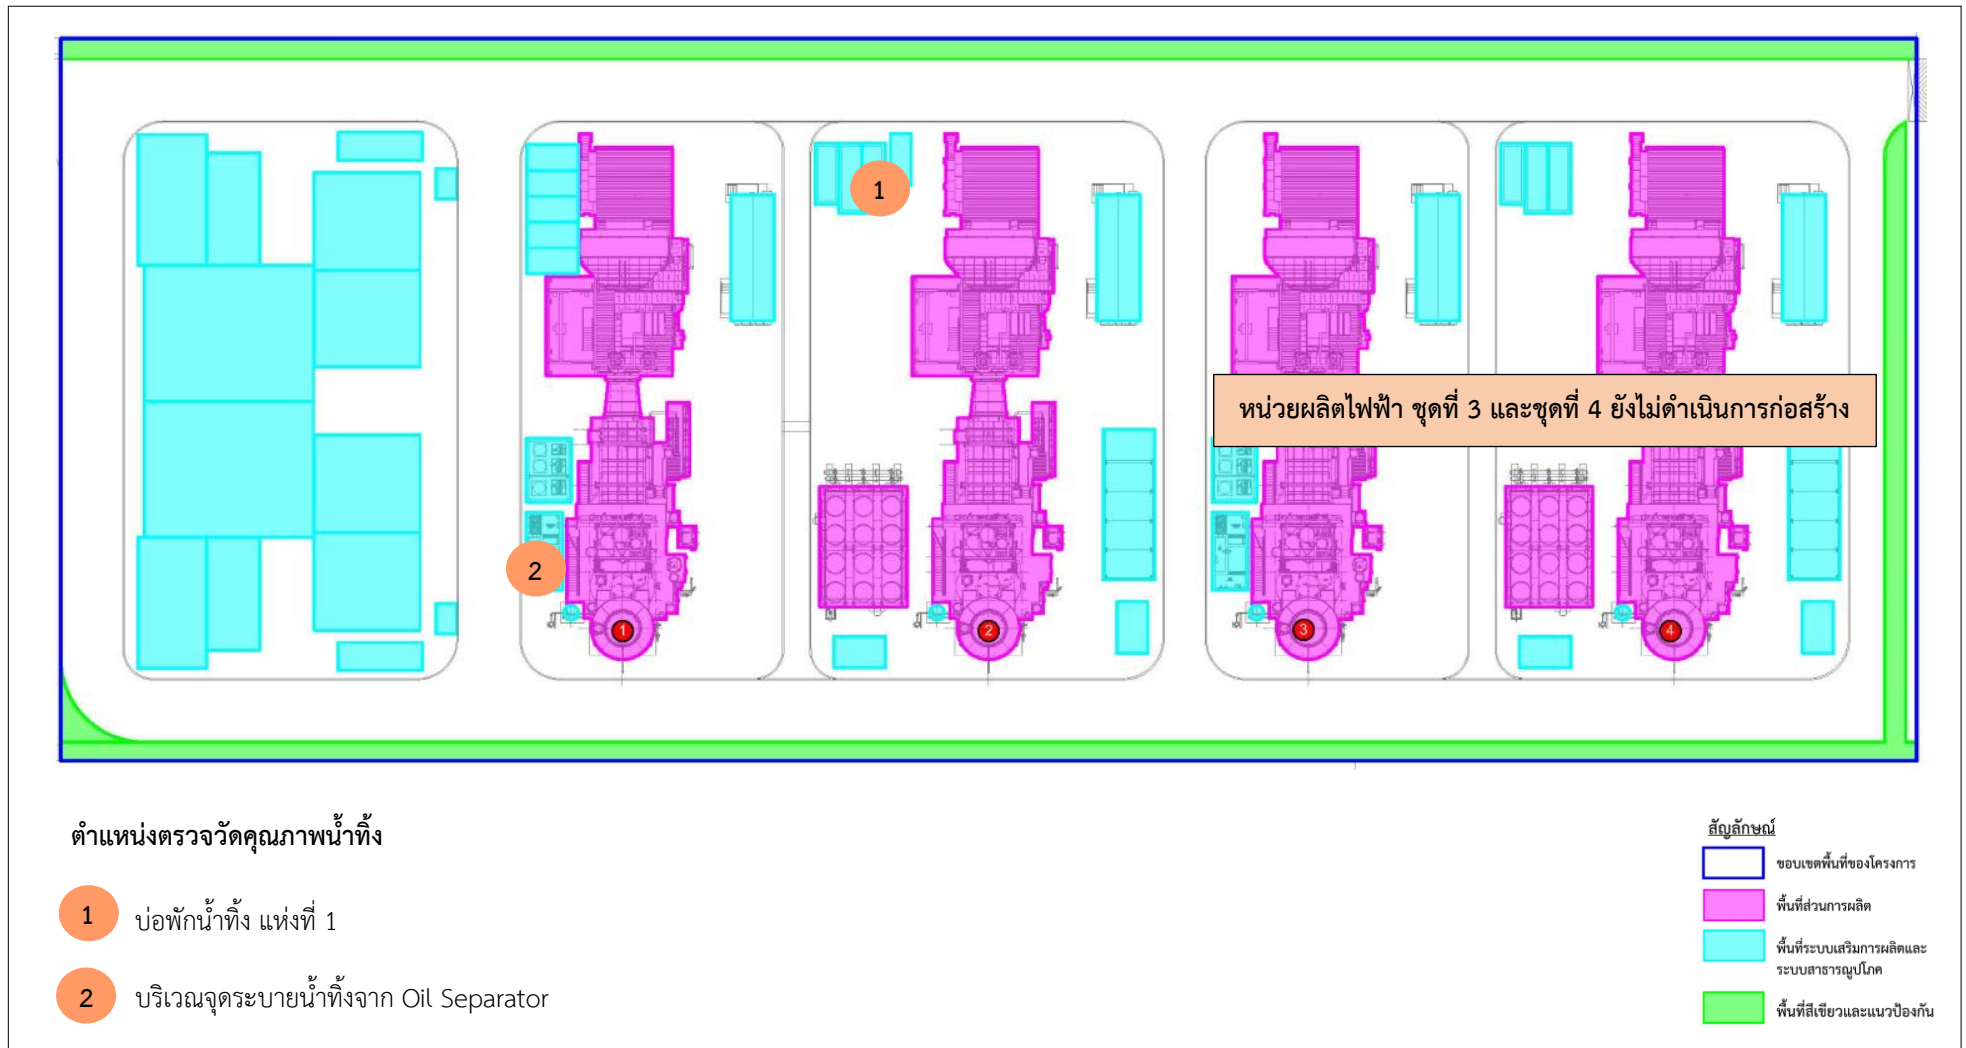 1
หน่วยผลิตไฟฟ้า ชุดที่ 3 และชุดที่ 4 ยังไม่ดำเนินการก่อสร้าง
2
1
2
3
4
ตำแหน่งตรวจวัดคุณภาพน้ำทิ้ง
1 บ่อพักน้ำทิ้ง แห่งที่ 1
2 บริเวณจุดระบายน้ำทิ้งจาก Oil Separator
สัญลักษณ์
ขอบเขตพื้นที่ของโครงการ
พื้นที่ส่วนการผลิต
พื้นที่ระบบเสริมการผลิตและ
ระบบสาธารณูปโภค
พื้นที่สีเขียวและแนวป้องกัน